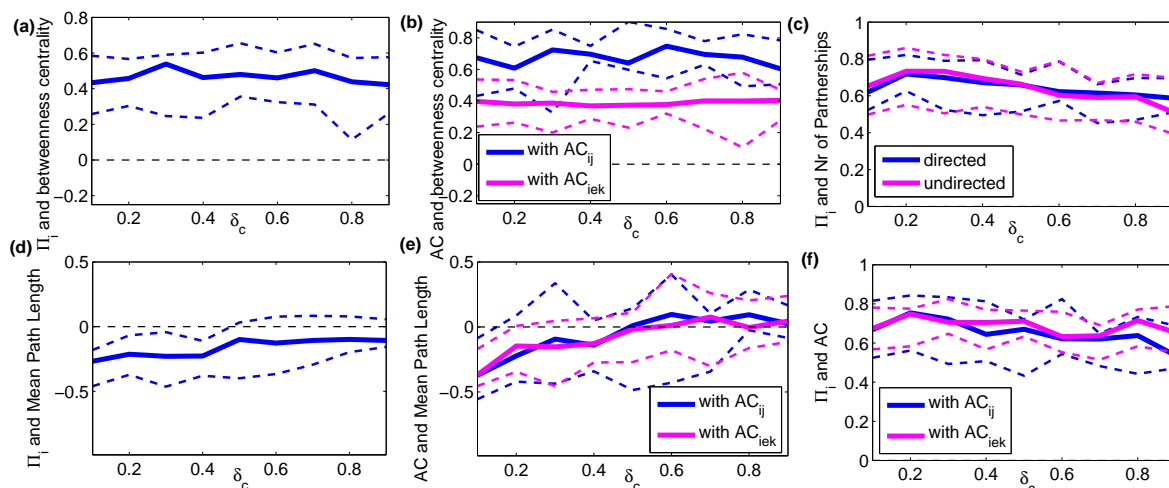 (a)
Π_i and betweenness centrality
0.8
0.6
0.4
0.2
0
−0.2
0.2 0.4 0.6 0.8
δ_c
(b)
AC and betweenness centrality
0.8
0.6
0.4
0.2
0
−0.2
with AC_ij
with AC_iek
0.2 0.4 0.6 0.8
δ_c
(c)
Π_i and Nr of Partnerships
1
0.8
0.6
0.4
0.2
0
directed
undirected
0.2 0.4 0.6 0.8
δ_c
(d)
Π_i and Mean Path Length
0.5
0
−0.5
0.2 0.4 0.6 0.8
δ_c
(e)
AC and Mean Path Length
0.5
0
−0.5
with AC_ij
with AC_iek
0.2 0.4 0.6 0.8
δ_c
(f)
Π_i and AC
1
0.8
0.6
0.4
0.2
0
with AC_ij
with AC_iek
0.2 0.4 0.6 0.8
δ_c